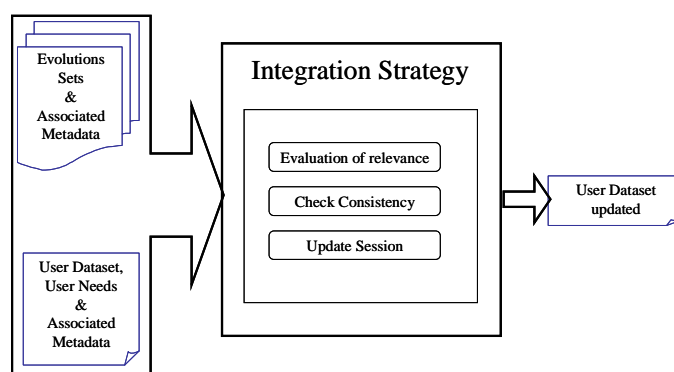 Evolutions
Sets
&
Associated
Metadata
User Dataset,
User Needs
&
Associated
Metadata
Integration Strategy
Evaluation of relevance
Check Consistency
Update Session
User Dataset
updated